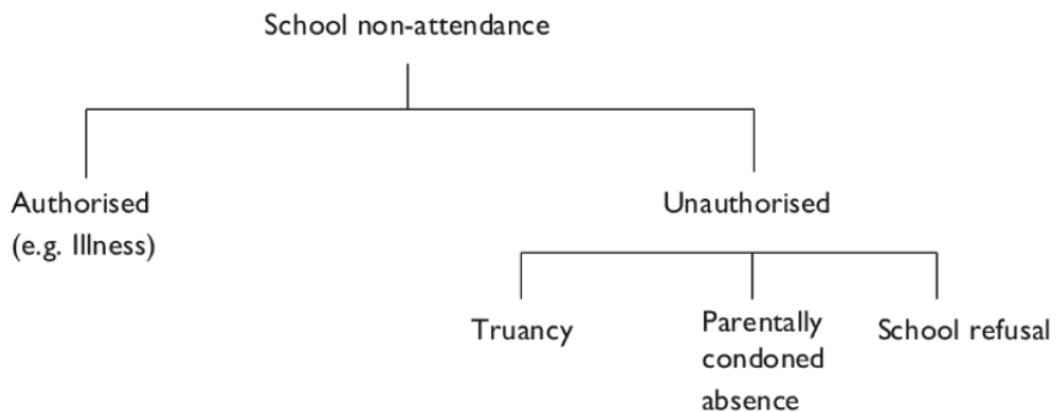 School non-attendance
Authorised
(e.g. Illness)
Unauthorised
Truancy
Parentally
condoned
absence
School refusal